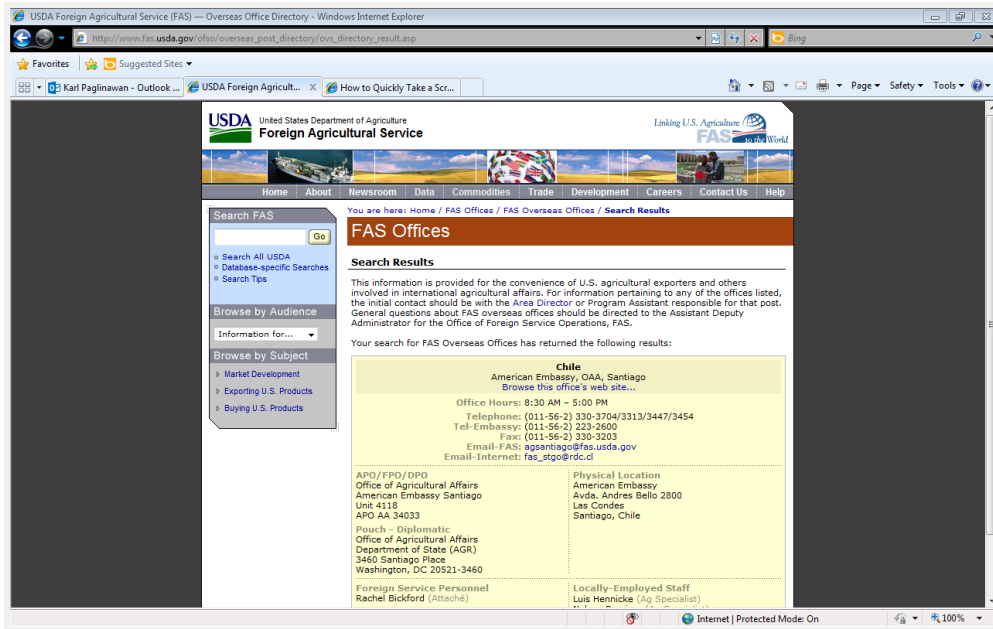 USDA Foreign Agricultural Service (FAS) — Overseas Office Directory - Windows Internet Explorer
http://www.fas.usda.gov/ofso/overseas_post_directory/ovs_directory_result.asp
Bing
Favorites
Suggested Sites
Karl Paglinawan - Outlook ...
USDA Foreign Agricult...
How to Quickly Take a Scr...
Page
Safety
Tools
USDA
United States Department of Agriculture
Foreign Agricultural Service
Linking U.S. Agriculture
FAS
to the World
Home
About
Newsroom
Data
Commodities
Trade
Development
Careers
Contact Us
Help
Search FAS
Go
Search All USDA
Database-specific Searches
Search Tips
Browse by Audience
Information for...
Browse by Subject
Market Development
Exporting U.S. Products
Buying U.S. Products
You are here: Home / FAS Offices / FAS Overseas Offices / Search Results
FAS Offices
Search Results
This information is provided for the convenience of U.S. agricultural exporters and others
involved in international agricultural affairs. For information pertaining to any of the offices listed,
the initial contact should be with the Area Director or Program Assistant responsible for that post.
General questions about FAS overseas offices should be directed to the Assistant Deputy
Administrator for the Office of Foreign Service Operations, FAS.
Your search for FAS Overseas Offices has returned the following results:
Chile
American Embassy, OAA, Santiago
Browse this office's web site...
Office Hours: 8:30 AM – 5:00 PM
Telephone: (011-56-2) 330-3704/3313/3447/3454
Tel-Embassy: (011-56-2) 223-2600
Fax: (011-56-2) 330-3203
Email-FAS: agsantiago@fas.usda.gov
Email-Internet: fas_stgo@rdc.cl
APO/FPO/DPO
Office of Agricultural Affairs
American Embassy Santiago
Unit 4118
APO AA 34033
Pouch - Diplomatic
Office of Agricultural Affairs
Department of State (AGR)
3460 Santiago Place
Washington, DC 20521-3460
Physical Location
American Embassy
Avda. Andres Bello 2800
Las Condes
Santiago, Chile
Foreign Service Personnel
Rachel Bickford (Attaché)
Locally-Employed Staff
Luis Hennicke (Ag Specialist)
Internet | Protected Mode: On
100%